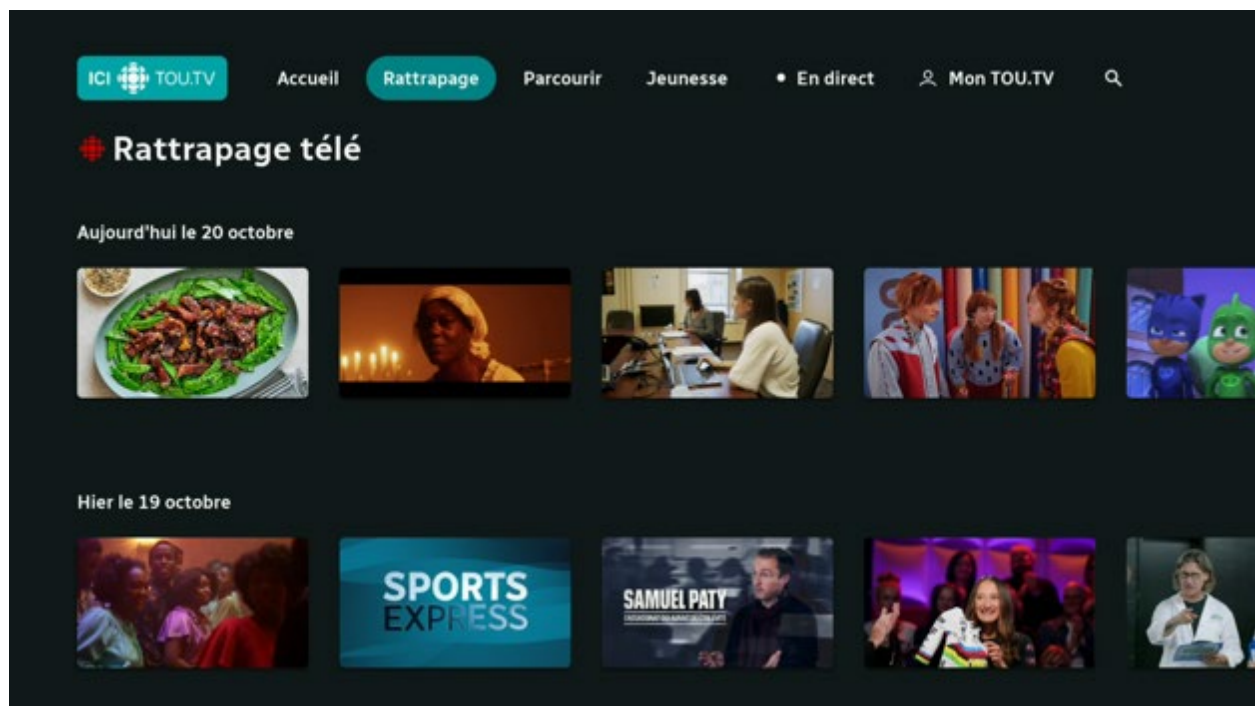 ICI TOU.TV Accueil Rattrapage Parcourir Jeunesse En direct Mon TOU.TV
Rattrapage télé
Aujourd'hui le 20 octobre
Hier le 19 octobre
SPORTS
EXPRESS
SAMUEL PATY